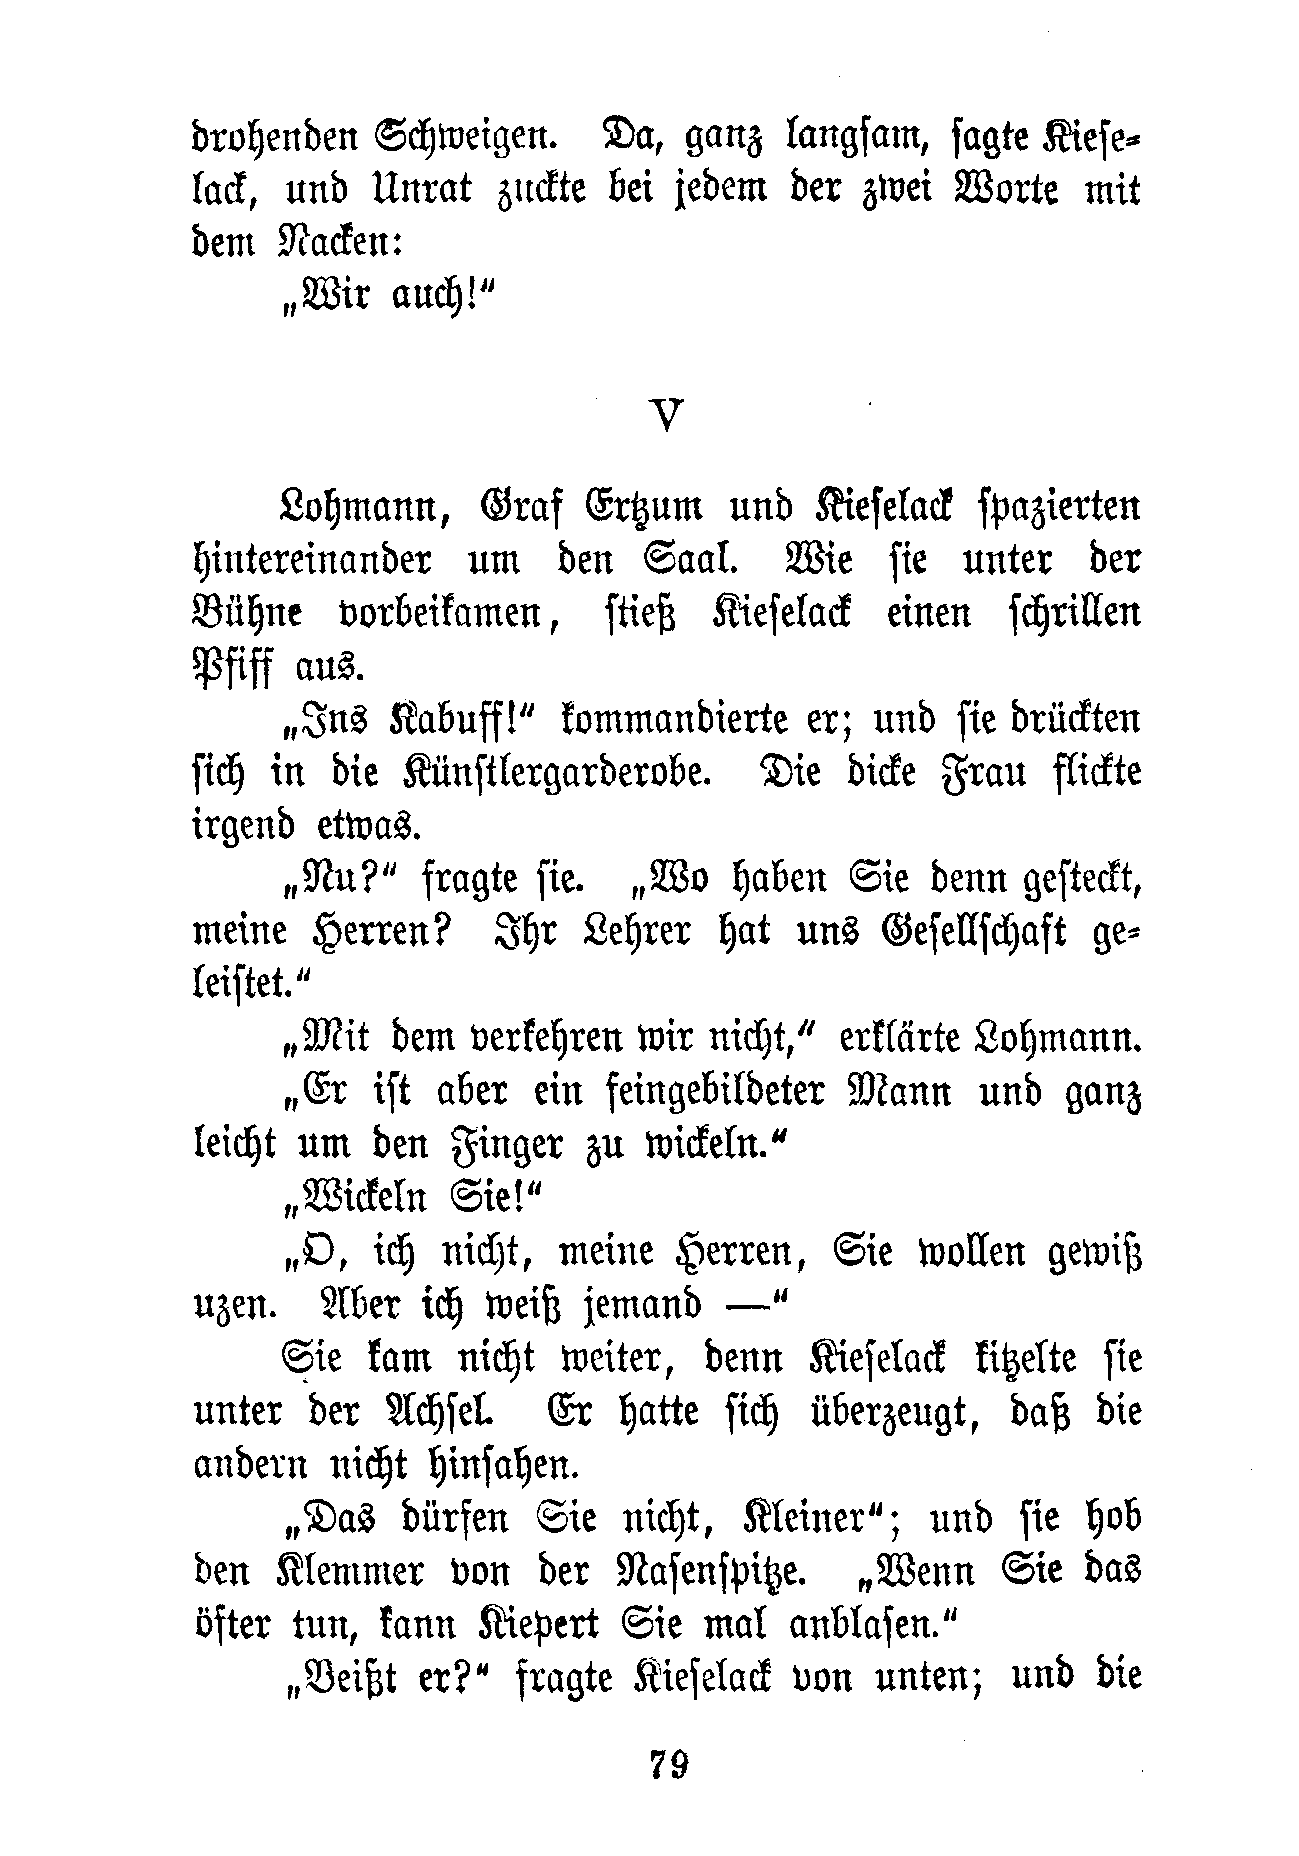 drohenden Schweigen. Da, ganz langsam, sagte Kiese-
lack, und Unrat zuckte bei jedem der zwei Worte mit
dem Nacken:
„Wir auch!“
V
Lohmann, Graf Ertzum und Kieselack spazierten
hintereinander um den Saal. Wie sie unter der
Bühne vorbeikamen, stieß Kieselack einen schrillen
Pfiff aus.
„Ins Kabuff!“ kommandierte er; und sie drückten
sich in die Künstlergarderobe. Die dicke Frau flickte
irgend etwas.
„Nu?“ fragte sie. „Wo haben Sie denn gesteckt,
meine Herren? Ihr Lehrer hat uns Gesellschaft ge-
leistet.“
„Mit dem verkehren wir nicht,“ erklärte Lohmann.
„Er ist aber ein feingebildeter Mann und ganz
leicht um den Finger zu wickeln.“
„Wickeln Sie!“
„O, ich nicht, meine Herren, Sie wollen gewiß
uzen. Aber ich weiß jemand —“
Sie kam nicht weiter, denn Kieselack kitzelte sie
unter der Achsel. Er hatte sich überzeugt, daß die
andern nicht hinsahen.
„Das dürfen Sie nicht, Kleiner“; und sie hob
den Klemmer von der Nasenspitze. „Wenn Sie das
öfter tun, kann Kiepert Sie mal anblasen.“
„Beißt er?“ fragte Kieselack von unten; und die
79